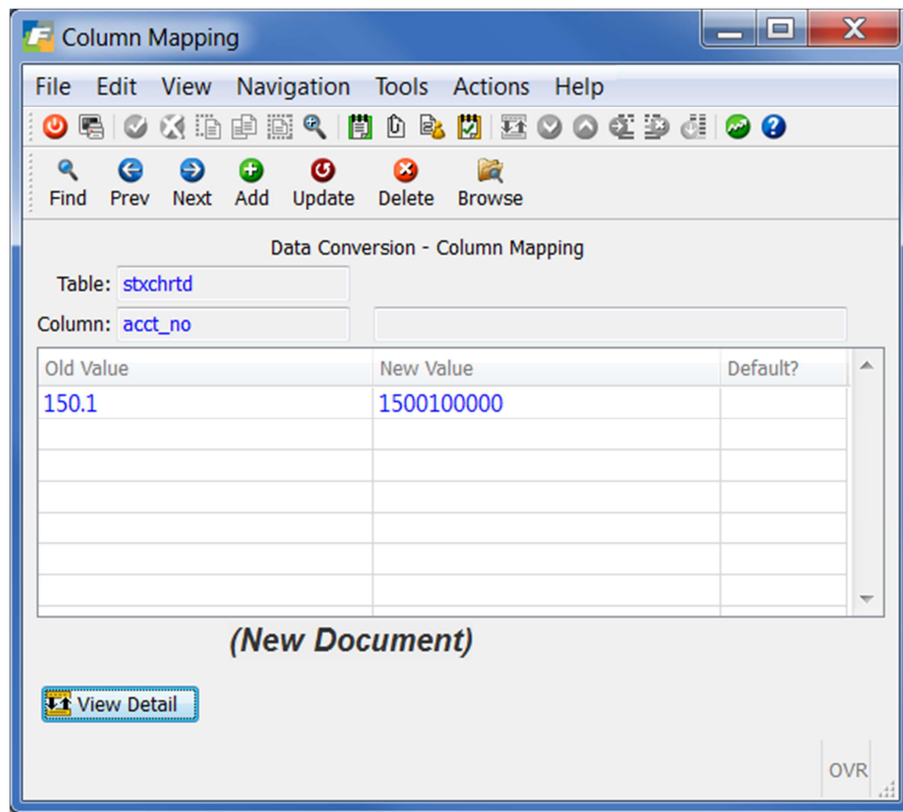 Column Mapping
File Edit View Navigation Tools Actions Help
Find Prev Next Add Update Delete Browse
Data Conversion - Column Mapping
Table: stxchrtd
Column: acct_no
Old Value New Value Default?
150.1 1500100000
(New Document)
View Detail
OVR